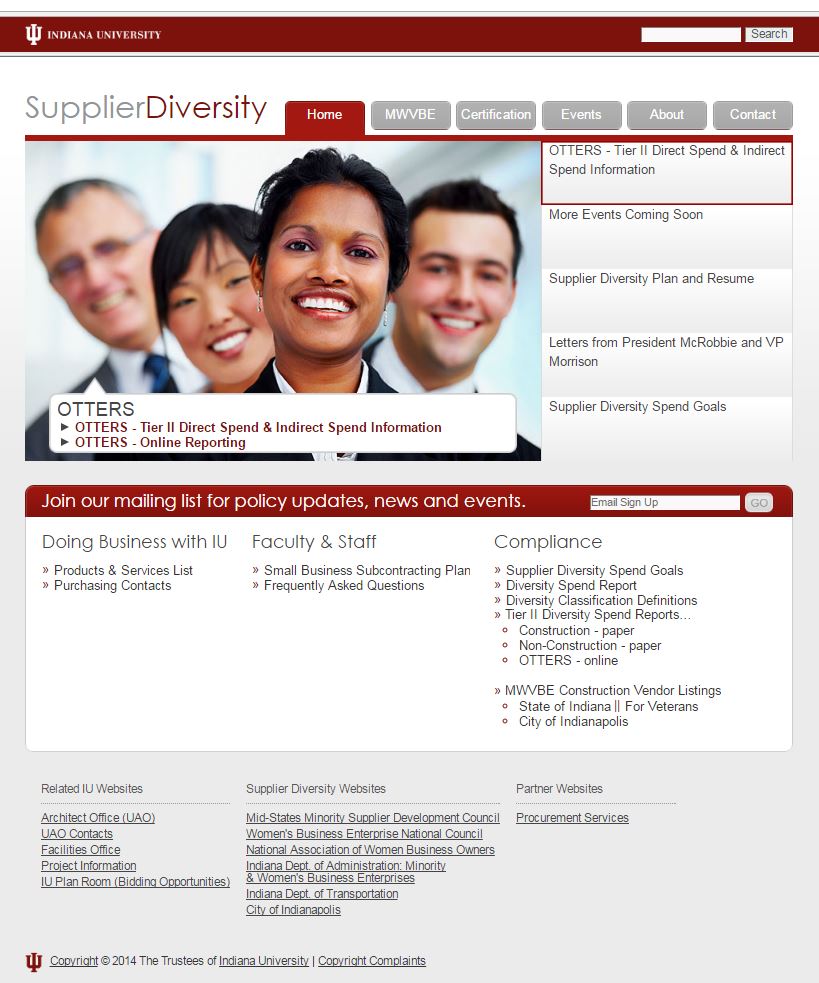 INDIANA UNIVERSITY
Search
SupplierDiversity
Home
MWVBE
Certification
Events
About
Contact
OTTERS - Tier II Direct Spend & Indirect
Spend Information
More Events Coming Soon
Supplier Diversity Plan and Resume
Letters from President McRobbie and VP
Morrison
Supplier Diversity Spend Goals
OTTERS
OTTERS - Tier II Direct Spend & Indirect Spend Information
OTTERS - Online Reporting
Join our mailing list for policy updates, news and events.
Email Sign Up
GO
Doing Business with IU
» Products & Services List
» Purchasing Contacts
Faculty & Staff
» Small Business Subcontracting Plan
» Frequently Asked Questions
Compliance
» Supplier Diversity Spend Goals
» Diversity Spend Report
» Diversity Classification Definitions
» Tier II Diversity Spend Reports...
Construction - paper
Non-Construction - paper
OTTERS - online
» MWVBE Construction Vendor Listings
State of Indiana || For Veterans
City of Indianapolis
Related IU Websites
Architect Office (UAO)
UAO Contacts
Facilities Office
Project Information
IU Plan Room (Bidding Opportunities)
Supplier Diversity Websites
Mid-States Minority Supplier Development Council
Women's Business Enterprise National Council
National Association of Women Business Owners
Indiana Dept. of Administration: Minority
& Women's Business Enterprises
Indiana Dept. of Transportation
City of Indianapolis
Partner Websites
Procurement Services
Copyright © 2014 The Trustees of Indiana University | Copyright Complaints